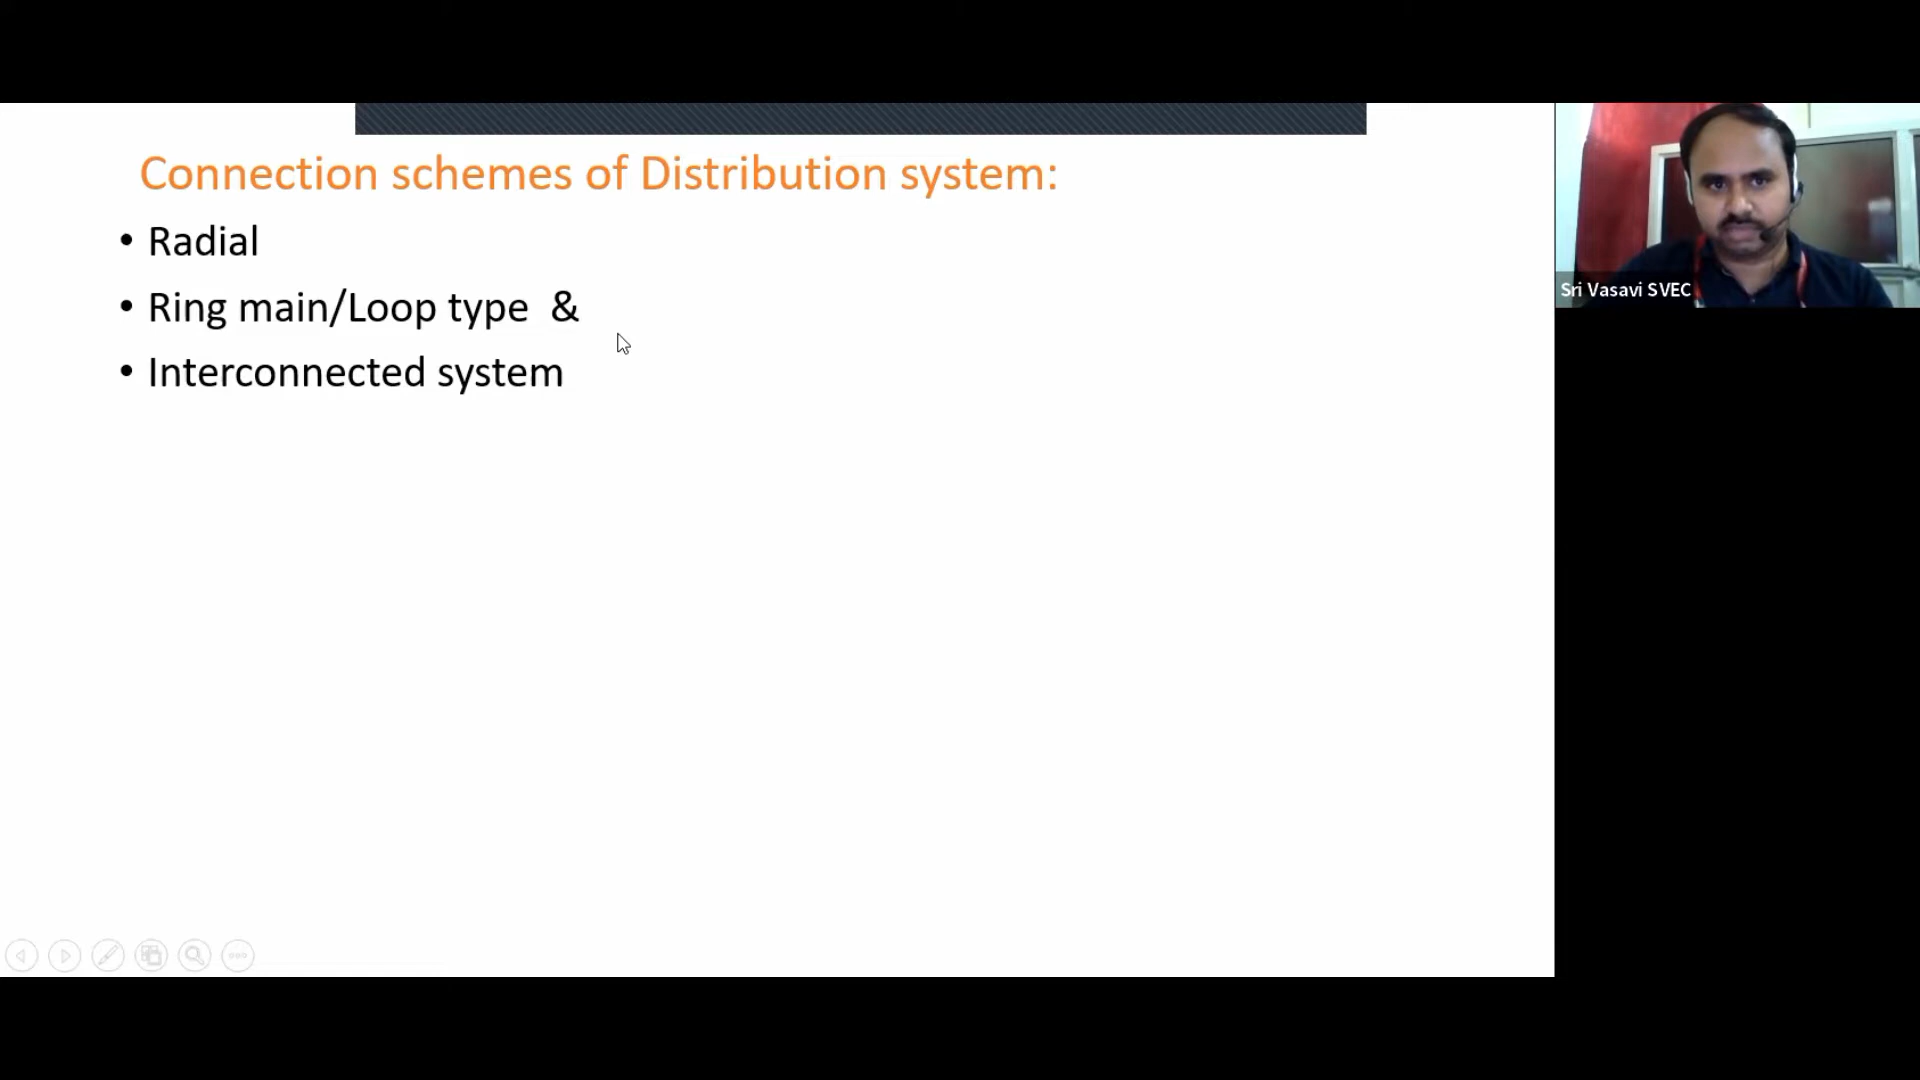 Connection schemes of Distribution system:
• Radial
• Ring main/Loop type &
• Interconnected system
Sri Vasavi SVEC